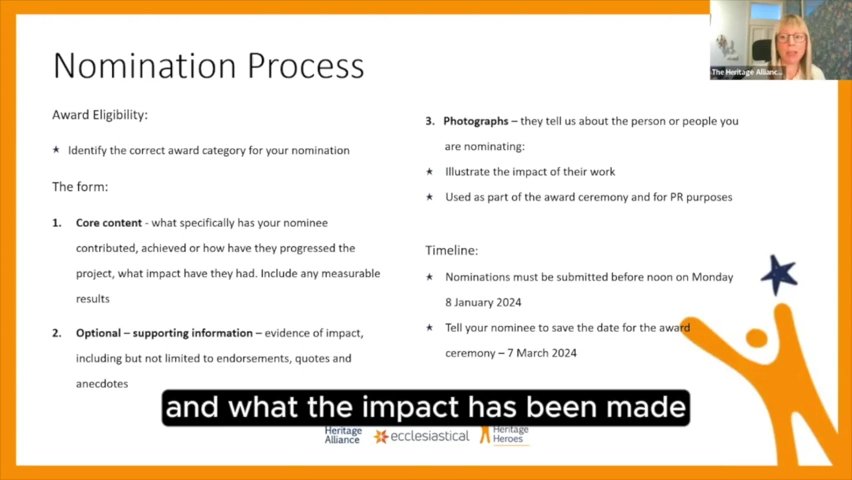 The Heritage Allianc...
Nomination Process
Award Eligibility:
★ Identify the correct award category for your nomination
The form:
1. Core content - what specifically has your nominee
contributed, achieved or how have they progressed the
project, what impact have they had. Include any measurable
results
2. Optional – supporting information – evidence of impact,
including but not limited to endorsements, quotes and
anecdotes
3. Photographs – they tell us about the person or people you
are nominating:
★ Illustrate the impact of their work
★ Used as part of the award ceremony and for PR purposes
Timeline:
★ Nominations must be submitted before noon on Monday
8 January 2024
★ Tell your nominee to save the date for the award
ceremony – 7 March 2024
and what the impact has been made
Heritage
Alliance
ecclesiastical
Heritage
Heroes